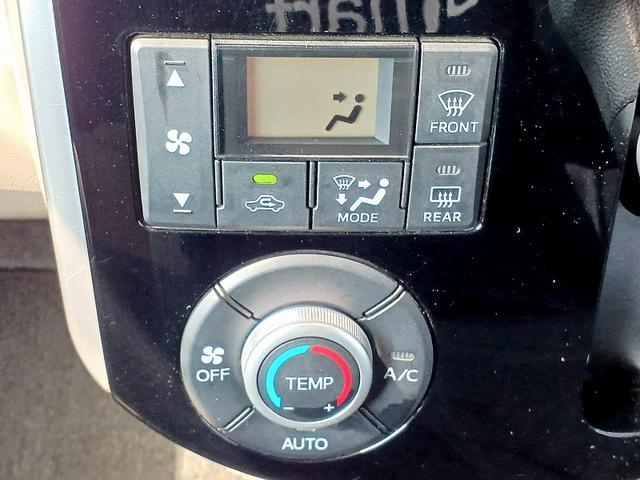 FRONT
MODE
REAR
OFF
TEMP
A/C
- +
AUTO